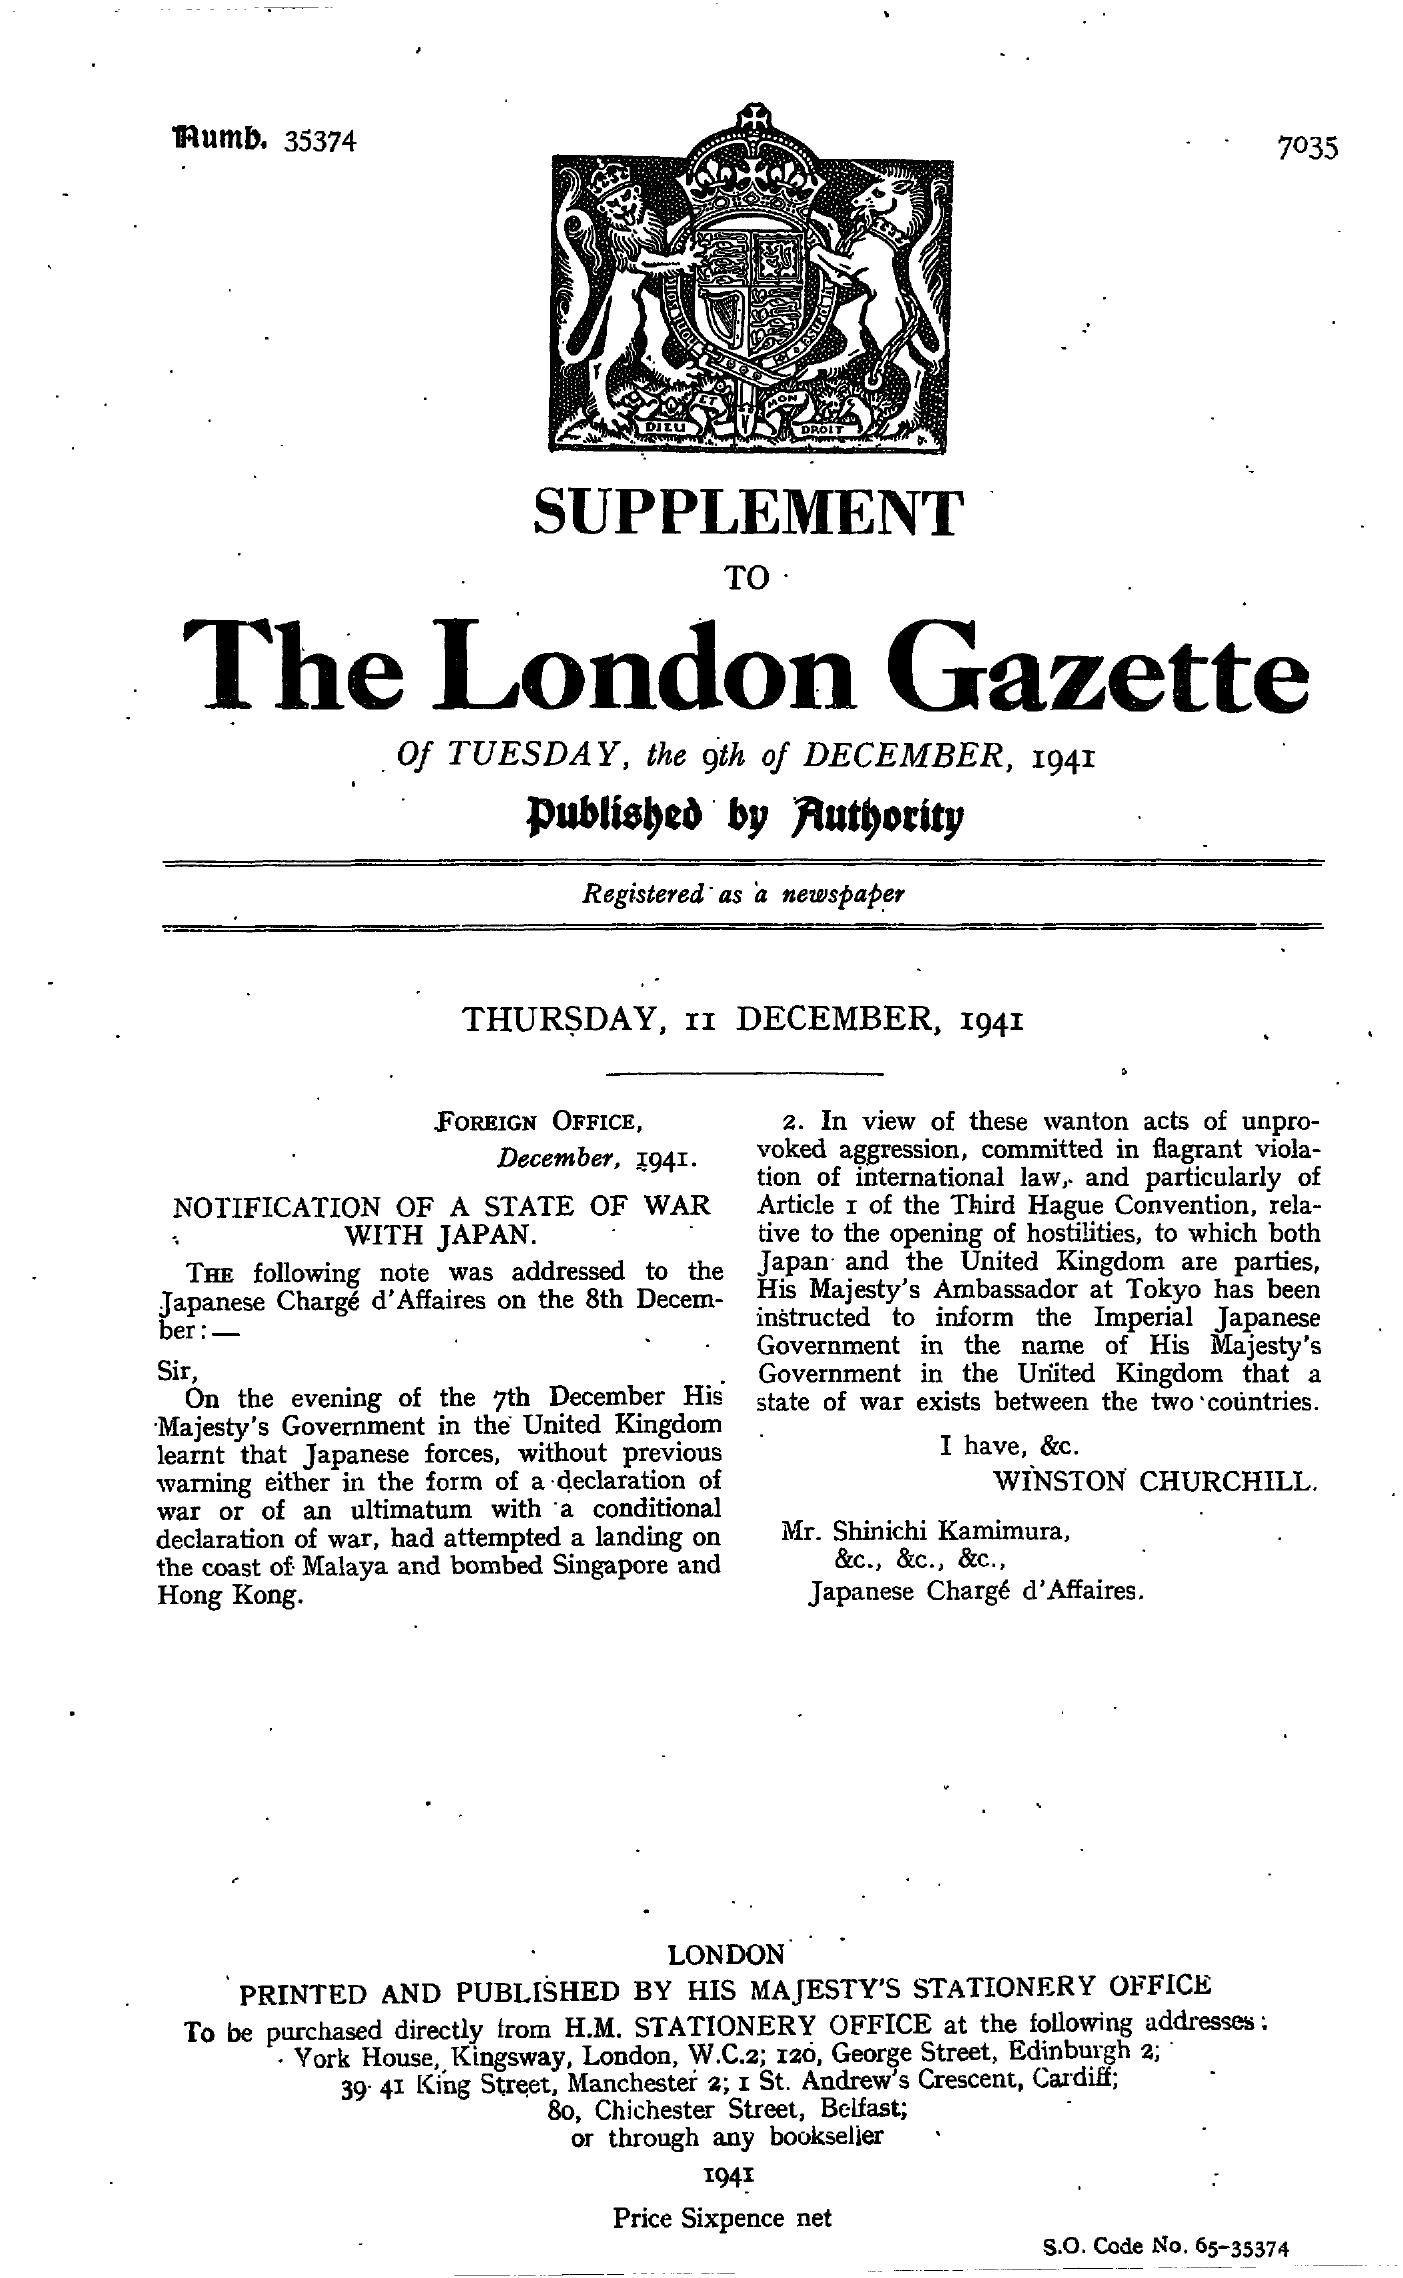 Numb. 35374
7035
DIEU ET MON DROIT
SUPPLEMENT
TO
The London Gazette
Of TUESDAY, the 9th of DECEMBER, 1941
Published by Authority
Registered as a newspaper
THURSDAY, 11 DECEMBER, 1941
FOREIGN OFFICE,
December, 1941.
NOTIFICATION OF A STATE OF WAR
WITH JAPAN.
THE following note was addressed to the
Japanese Chargé d'Affaires on the 8th Decem-
ber:—
Sir,
On the evening of the 7th December His
Majesty's Government in the United Kingdom
learnt that Japanese forces, without previous
warning either in the form of a declaration of
war or of an ultimatum with a conditional
declaration of war, had attempted a landing on
the coast of Malaya and bombed Singapore and
Hong Kong.
2. In view of these wanton acts of unpro-
voked aggression, committed in flagrant viola-
tion of international law, and particularly of
Article 1 of the Third Hague Convention, rela-
tive to the opening of hostilities, to which both
Japan and the United Kingdom are parties,
His Majesty's Ambassador at Tokyo has been
instructed to inform the Imperial Japanese
Government in the name of His Majesty's
Government in the United Kingdom that a
state of war exists between the two countries.
I have, &c.
WINSTON CHURCHILL.
Mr. Shinichi Kamimura,
&c., &c., &c.,
Japanese Chargé d'Affaires.
LONDON
PRINTED AND PUBLISHED BY HIS MAJESTY'S STATIONERY OFFICE
To be purchased directly from H.M. STATIONERY OFFICE at the following addresses:
York House, Kingsway, London, W.C.2; 120, George Street, Edinburgh 2;
39-41 King Street, Manchester 2; 1 St. Andrew's Crescent, Cardiff;
80, Chichester Street, Belfast;
or through any bookseller
1941
Price Sixpence net
S.O. Code No. 65-35374